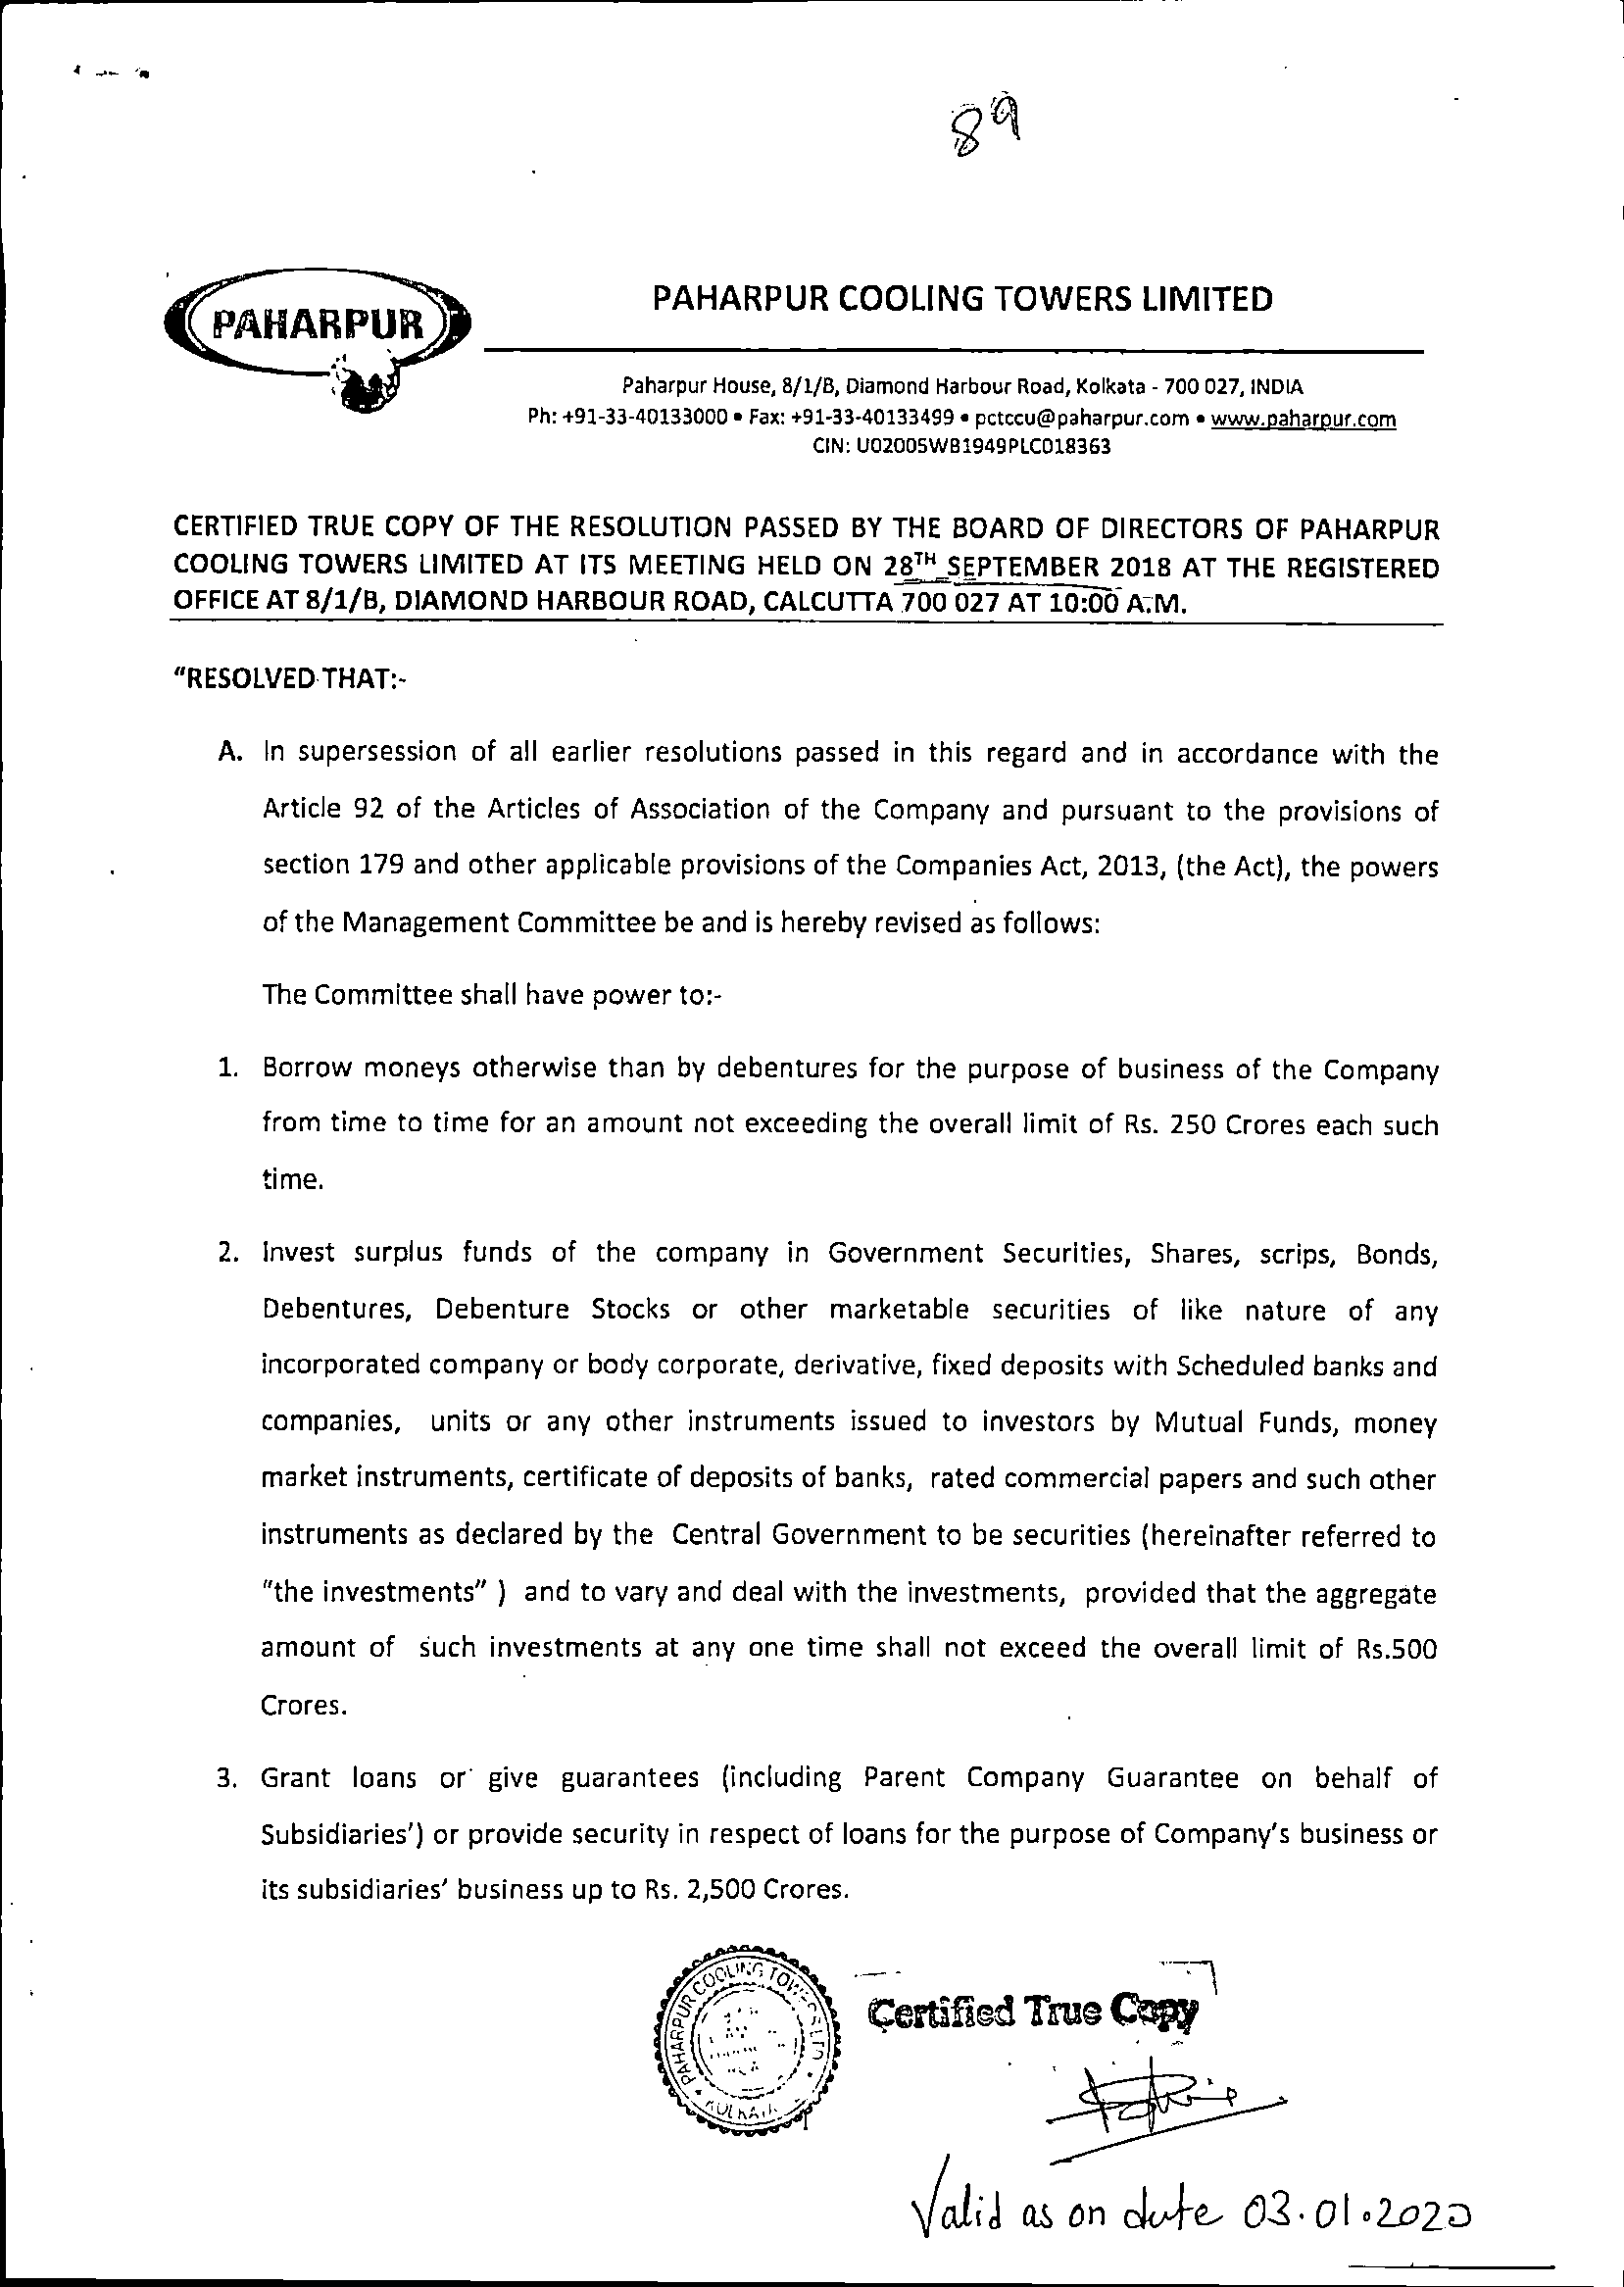 89
PAHARPUR
PAHARPUR COOLING TOWERS LIMITED
Paharpur House, 8/1/B, Diamond Harbour Road, Kolkata - 700 027, INDIA
Ph: +91-33-40133000 • Fax: +91-33-40133499 • pctccu@paharpur.com • www.paharpur.com
CIN: U02005WB1949PLC018363
CERTIFIED TRUE COPY OF THE RESOLUTION PASSED BY THE BOARD OF DIRECTORS OF PAHARPUR
COOLING TOWERS LIMITED AT ITS MEETING HELD ON 28TH SEPTEMBER 2018 AT THE REGISTERED
OFFICE AT 8/1/B, DIAMOND HARBOUR ROAD, CALCUTTA 700 027 AT 10:00 A.M.
"RESOLVED THAT:-
A. In supersession of all earlier resolutions passed in this regard and in accordance with the
Article 92 of the Articles of Association of the Company and pursuant to the provisions of
section 179 and other applicable provisions of the Companies Act, 2013, (the Act), the powers
of the Management Committee be and is hereby revised as follows:
The Committee shall have power to:-
1. Borrow moneys otherwise than by debentures for the purpose of business of the Company
from time to time for an amount not exceeding the overall limit of Rs. 250 Crores each such
time.
2. Invest surplus funds of the company in Government Securities, Shares, scrips, Bonds,
Debentures, Debenture Stocks or other marketable securities of like nature of any
incorporated company or body corporate, derivative, fixed deposits with Scheduled banks and
companies, units or any other instruments issued to investors by Mutual Funds, money
market instruments, certificate of deposits of banks, rated commercial papers and such other
instruments as declared by the Central Government to be securities (hereinafter referred to
"the investments" ) and to vary and deal with the investments, provided that the aggregate
amount of such investments at any one time shall not exceed the overall limit of Rs.500
Crores.
3. Grant loans or give guarantees (including Parent Company Guarantee on behalf of
Subsidiaries') or provide security in respect of loans for the purpose of Company's business or
its subsidiaries' business up to Rs. 2,500 Crores.
PAHARPUR COOLING TOWERS LTD
KOLKATA
Certified True Copy
Valid as on date 03.01.2020